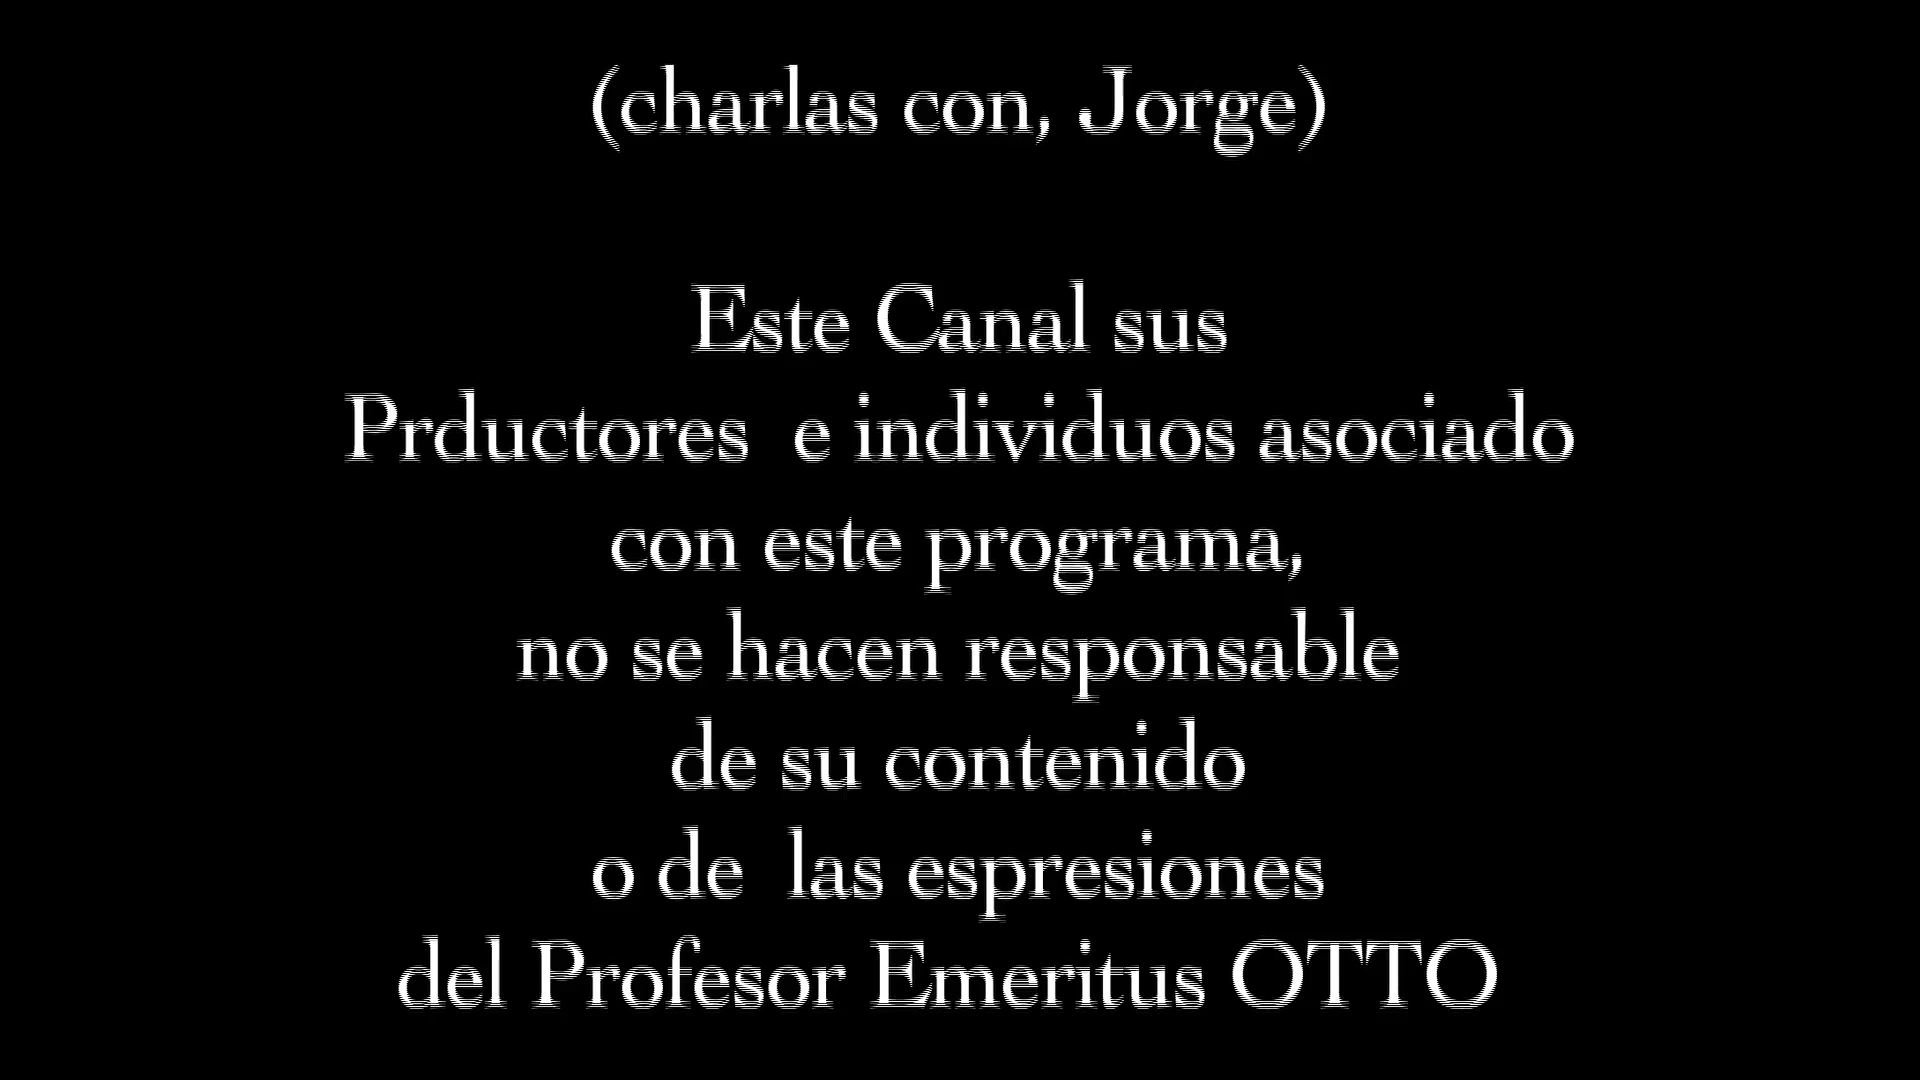 (charlas con, Jorge)
Este Canal sus
Prductores e individuos asociado
con este programa,
no se hacen responsable
de su contenido
o de las espresiones
del Profesor Emeritus OTTO